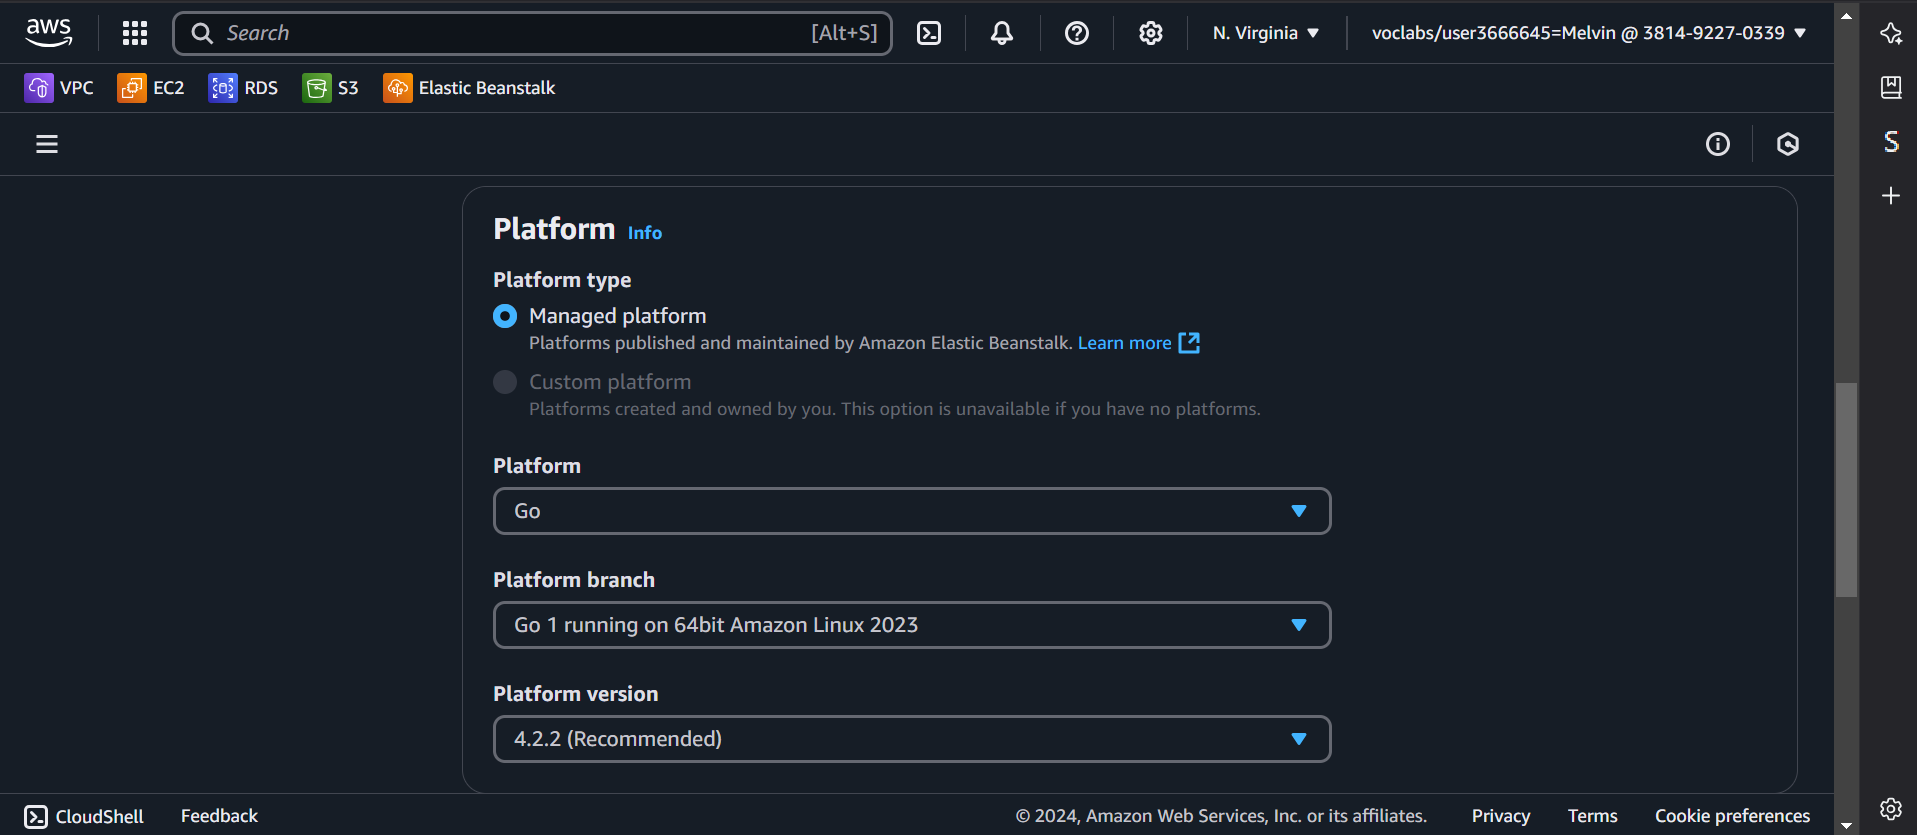 aws
Search [Alt+S]
N. Virginia
voclabs/user3666645=Melvin @ 3814-9227-0339
VPC EC2 RDS S3 Elastic Beanstalk
S
Platform Info
Platform type
Managed platform
Platforms published and maintained by Amazon Elastic Beanstalk. Learn more
Custom platform
Platforms created and owned by you. This option is unavailable if you have no platforms.
Platform
Go
Platform branch
Go 1 running on 64bit Amazon Linux 2023
Platform version
4.2.2 (Recommended)
CloudShell Feedback © 2024, Amazon Web Services, Inc. or its affiliates. Privacy Terms Cookie preferences